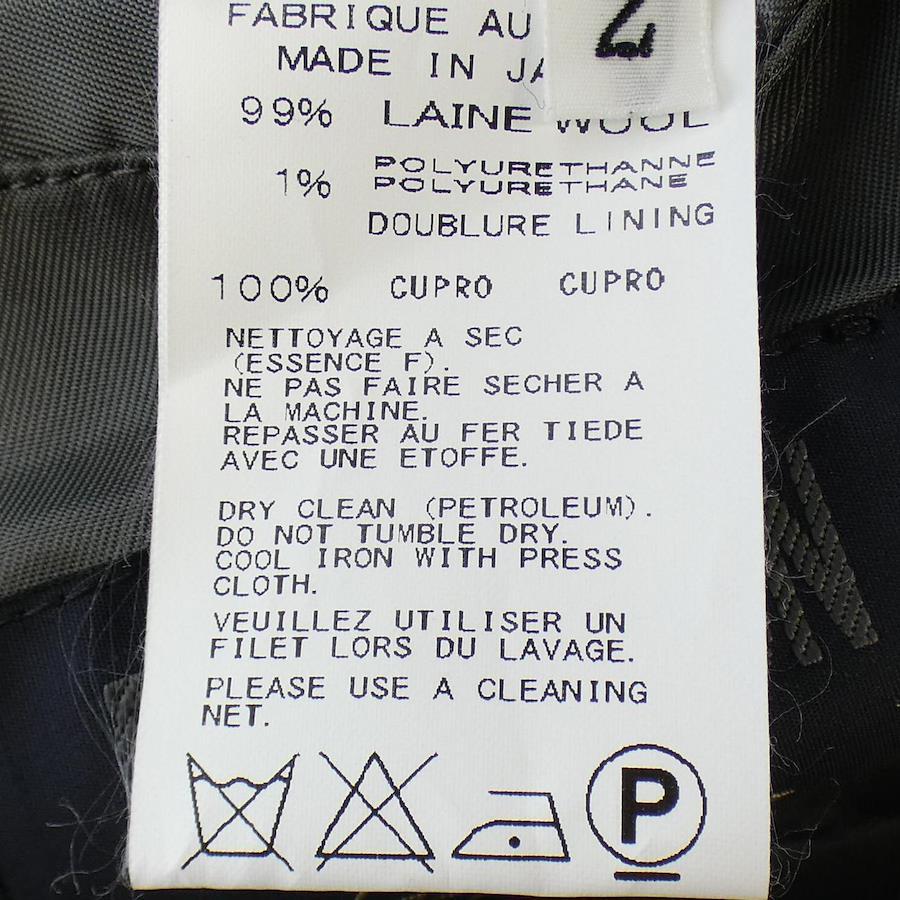 FABRIQUE AU
MADE IN JA
2
99% LAINE WOOL
1% POLYURETHANNE
POLYURETHANE
DOUBLURE LINING
100% CUPRO CUPRO
NETTOYAGE A SEC
(ESSENCE F).
NE PAS FAIRE SECHER A
LA MACHINE.
REPASSER AU FER TIEDE
AVEC UNE ETOFFE.
DRY CLEAN (PETROLEUM).
DO NOT TUMBLE DRY.
COOL IRON WITH PRESS
CLOTH.
VEUILLEZ UTILISER UN
FILET LORS DU LAVAGE.
PLEASE USE A CLEANING
NET.
P